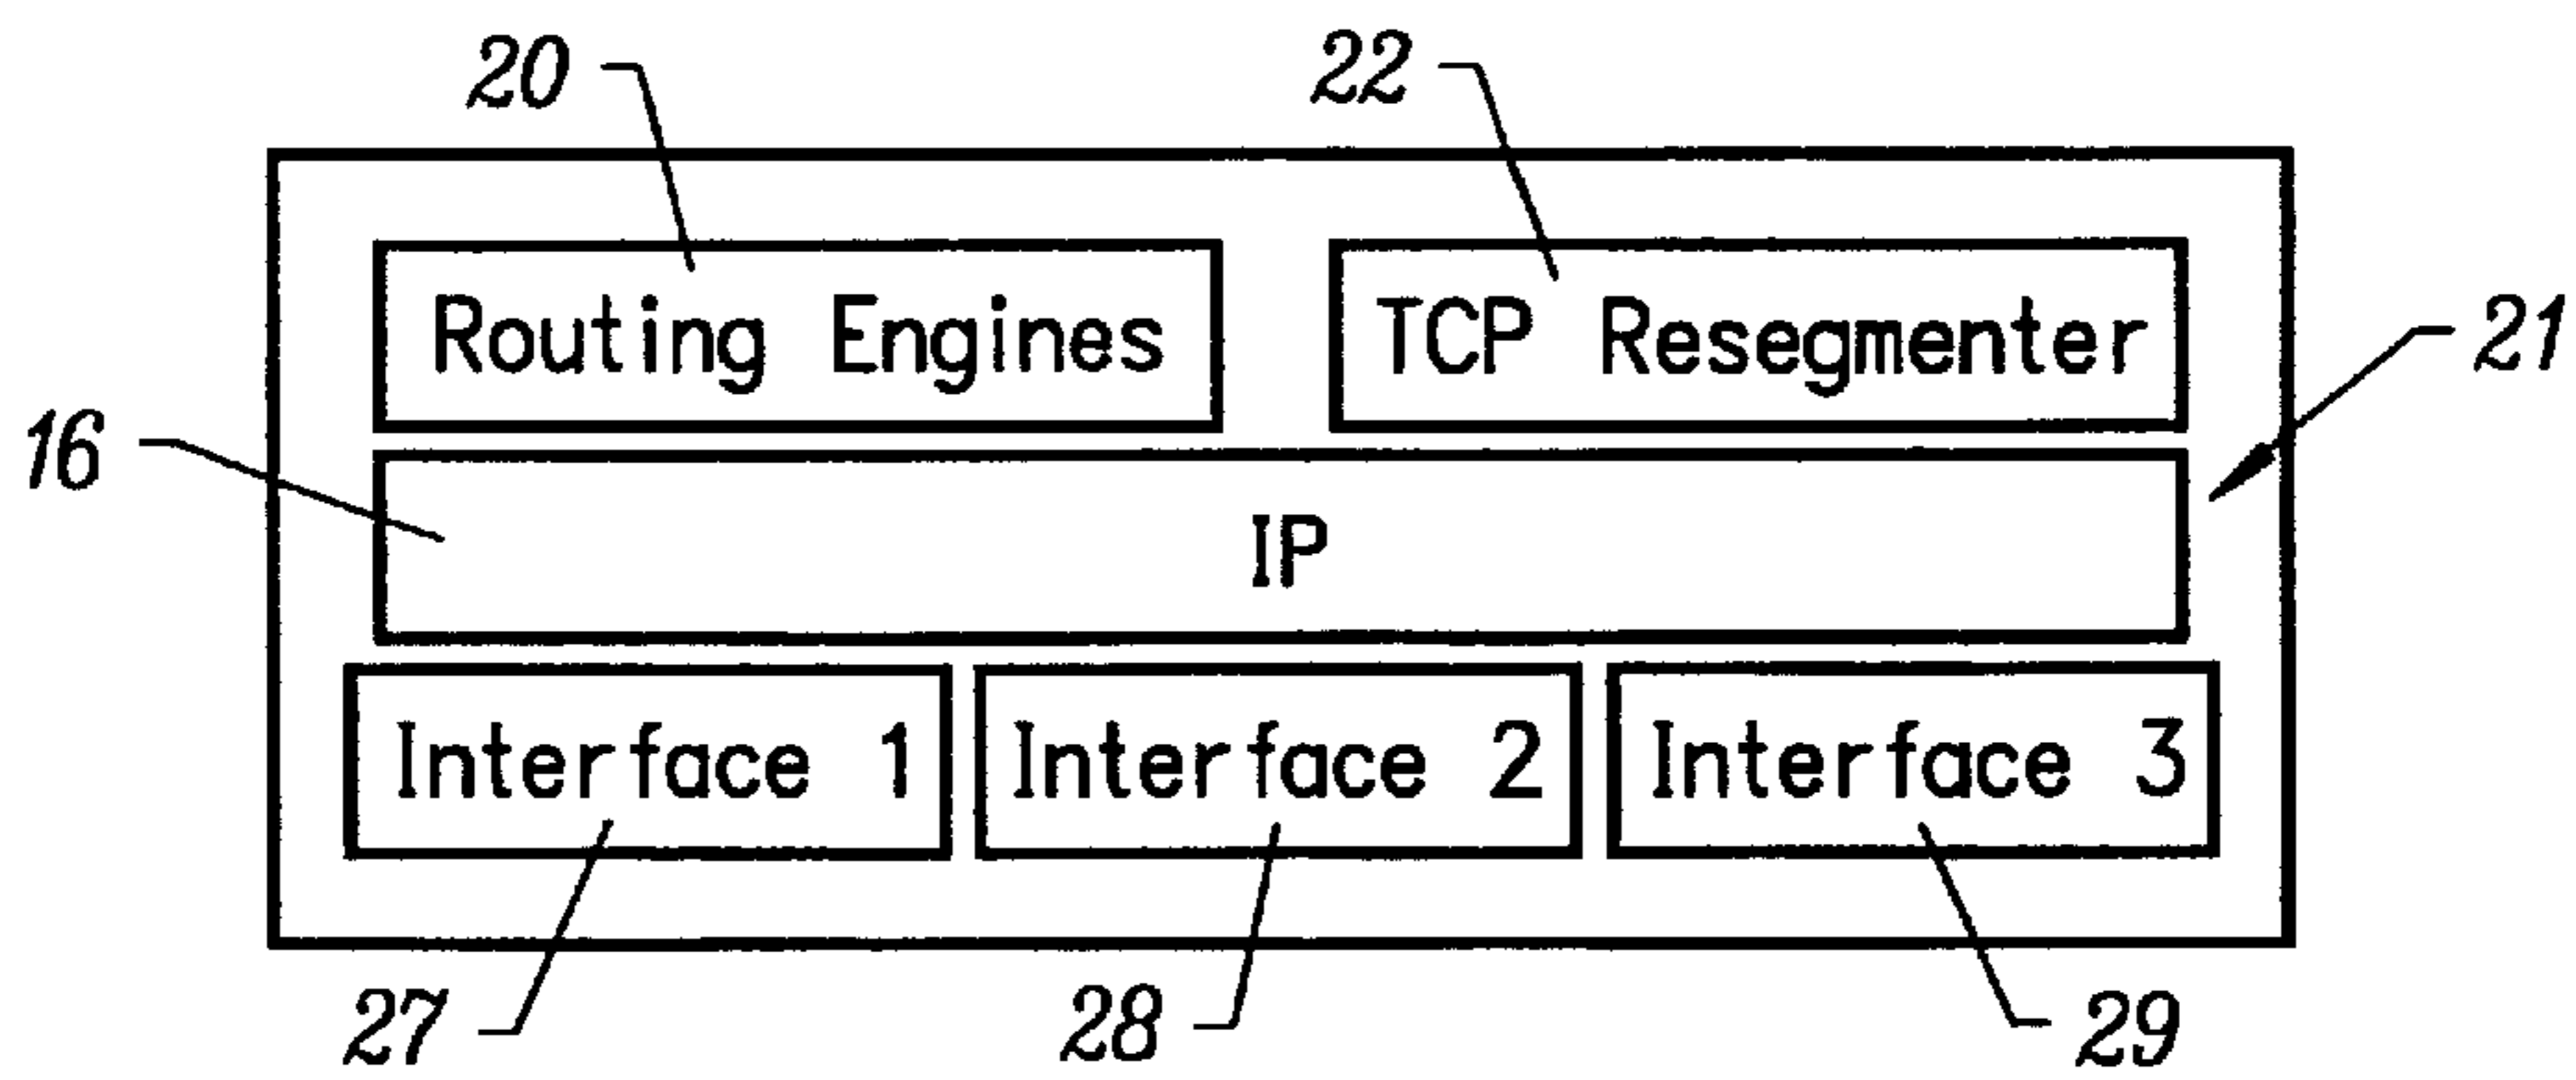 20 22
Routing Engines TCP Resegmenter
21
16
IP
Interface 1 Interface 2 Interface 3
27 28 29